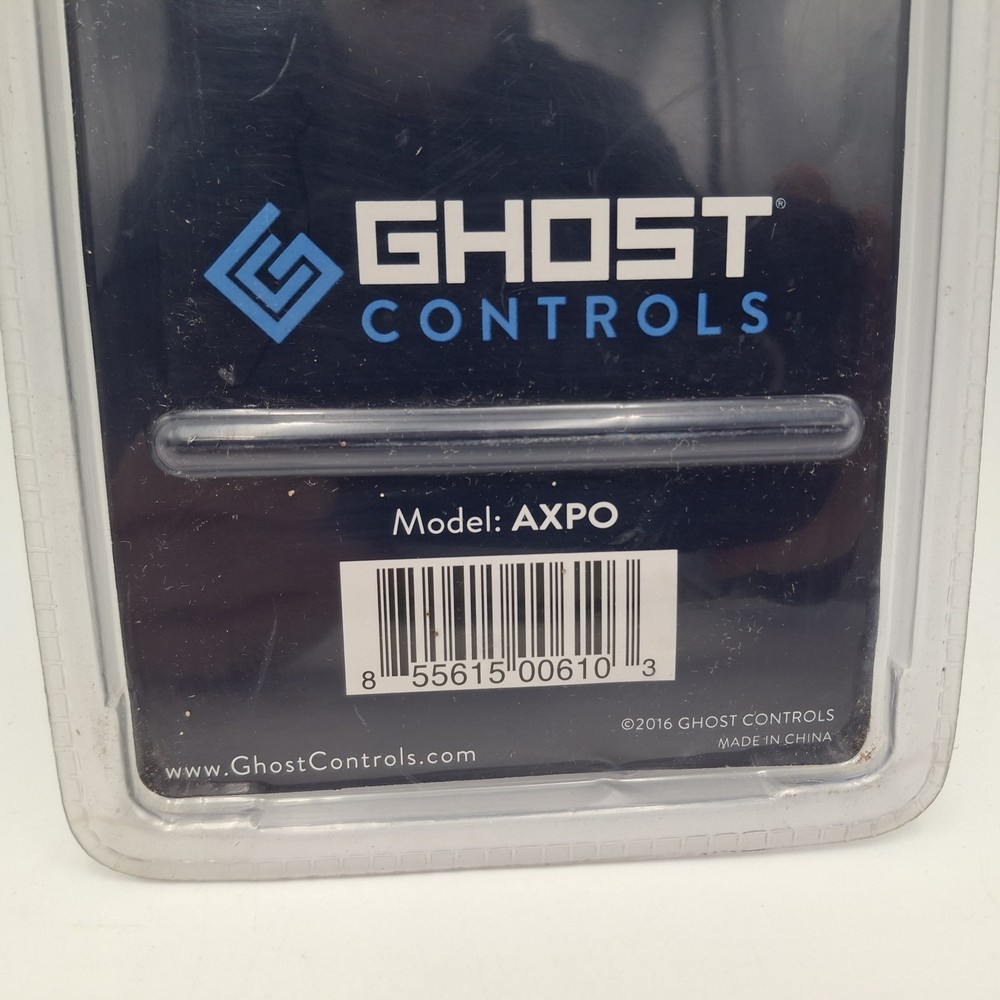 GHOST®
CONTROLS
Model: AXPO
8 55615 00610 3
©2016 GHOST CONTROLS
MADE IN CHINA
www.GhostControls.com